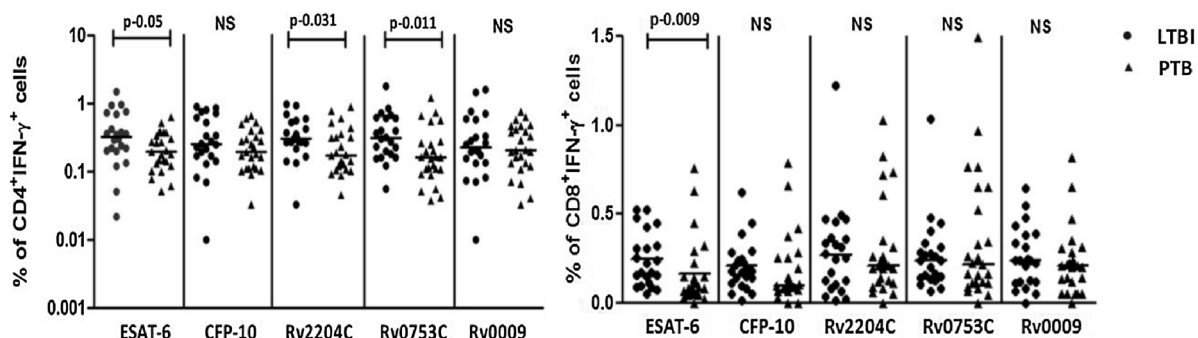 p-0.05 NS p-0.031 p-0.011 NS
10
1
0.1
0.01
0.001
% of CD4+IFN-γ+ cells
ESAT-6 CFP-10 Rv2204C Rv0753C Rv0009
p-0.009 NS NS NS NS
1.5
1.0
0.5
0.0
% of CD8+IFN-γ+ cells
ESAT-6 CFP-10 Rv2204C Rv0753C Rv0009
LTBI
PTB